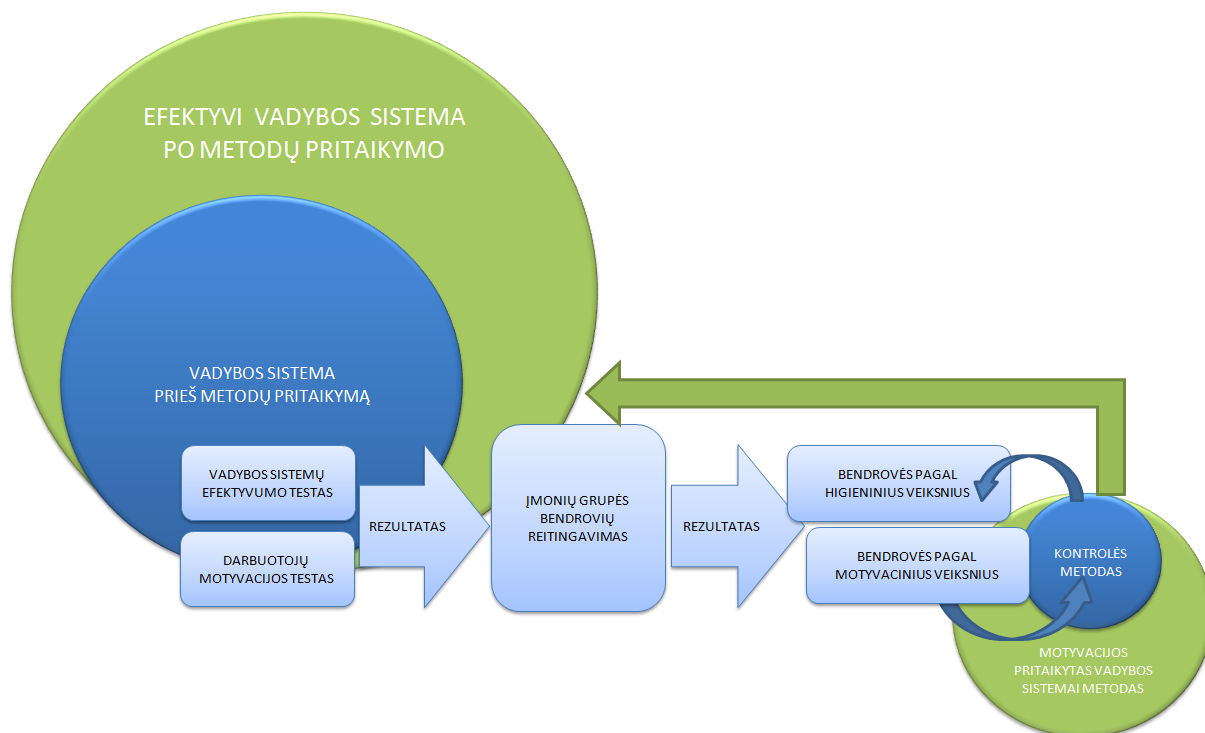 EFEKTYVI VADYBOS SISTEMA
PO METODŲ PRITAIKYMO
VADYBOS SISTEMA
PRIEŠ METODŲ PRITAIKYMĄ
VADYBOS SISTEMŲ
EFEKTYVUMO TESTAS
DARBUOTOJŲ
MOTYVACIJOS TESTAS
REZULTATAS
ĮMONIŲ GRUPĖS
BENDROVIŲ
REITINGAVIMAS
REZULTATAS
BENDROVĖS PAGAL
HIGIENINIUS VEIKSNIUS
BENDROVĖS PAGAL
MOTYVACINIUS VEIKSNIUS
KONTROLĖS
METODAS
MOTYVACIJOS
PRITAIKYTAS VADYBOS
SISTEMAI METODAS